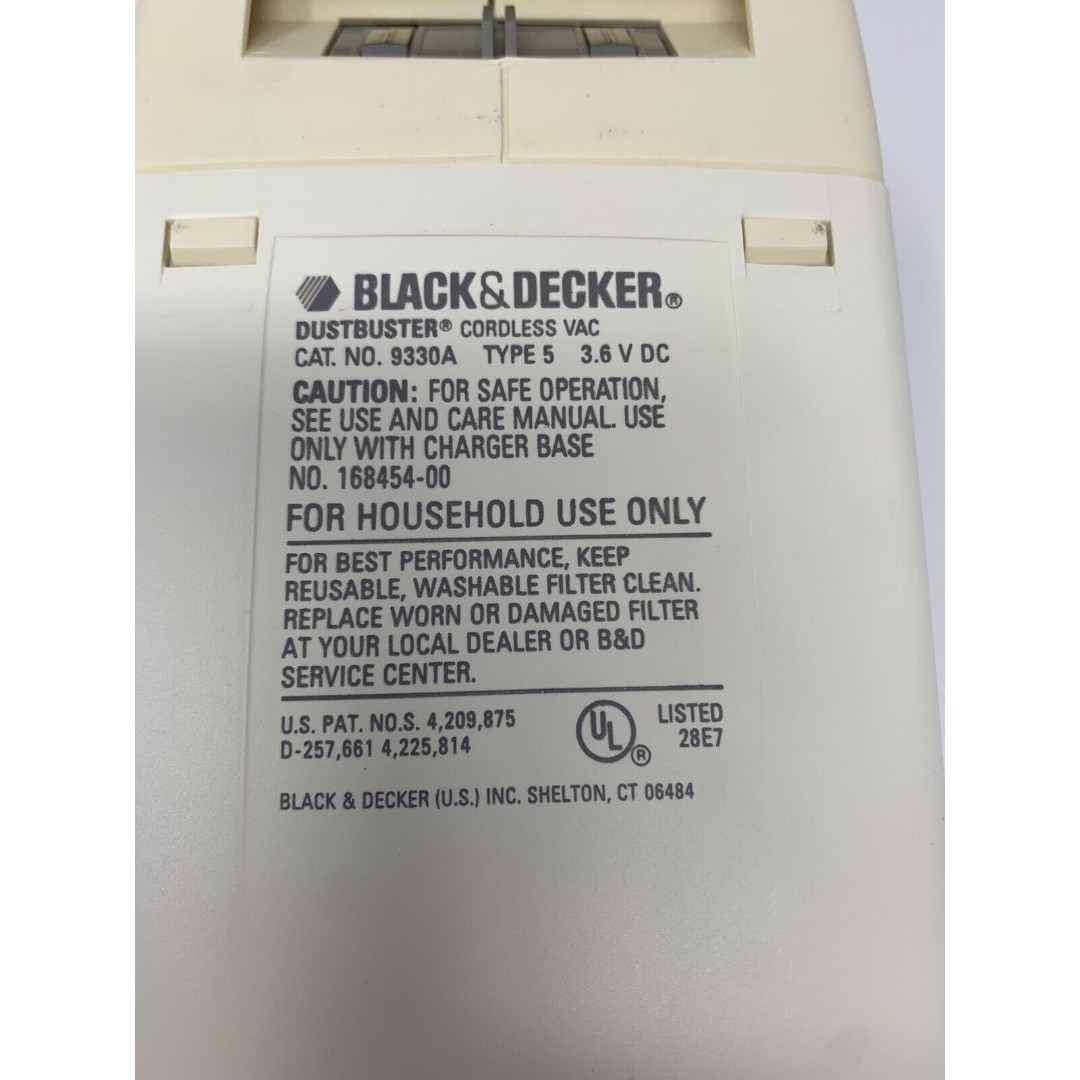 BLACK&DECKER®
DUSTBUSTER® CORDLESS VAC
CAT. NO. 9330A TYPE 5 3.6 V DC
CAUTION: FOR SAFE OPERATION,
SEE USE AND CARE MANUAL. USE
ONLY WITH CHARGER BASE
NO. 168454-00
FOR HOUSEHOLD USE ONLY
FOR BEST PERFORMANCE, KEEP
REUSABLE, WASHABLE FILTER CLEAN.
REPLACE WORN OR DAMAGED FILTER
AT YOUR LOCAL DEALER OR B&D
SERVICE CENTER.
U.S. PAT. NO.S. 4,209,875
D-257,661 4,225,814
UL®
LISTED
28E7
BLACK & DECKER (U.S.) INC. SHELTON, CT 06484